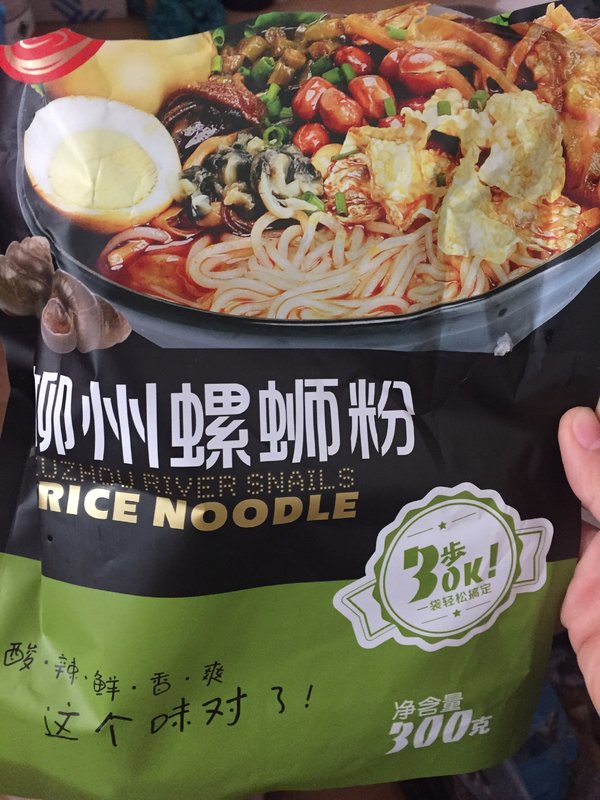 柳州螺蛳粉
LIUZHOU RIVER SNAILS
RICE NOODLE
3步OK!
一袋轻松搞定
酸·辣·鲜·香·爽
这个味对了!
净含量
300克